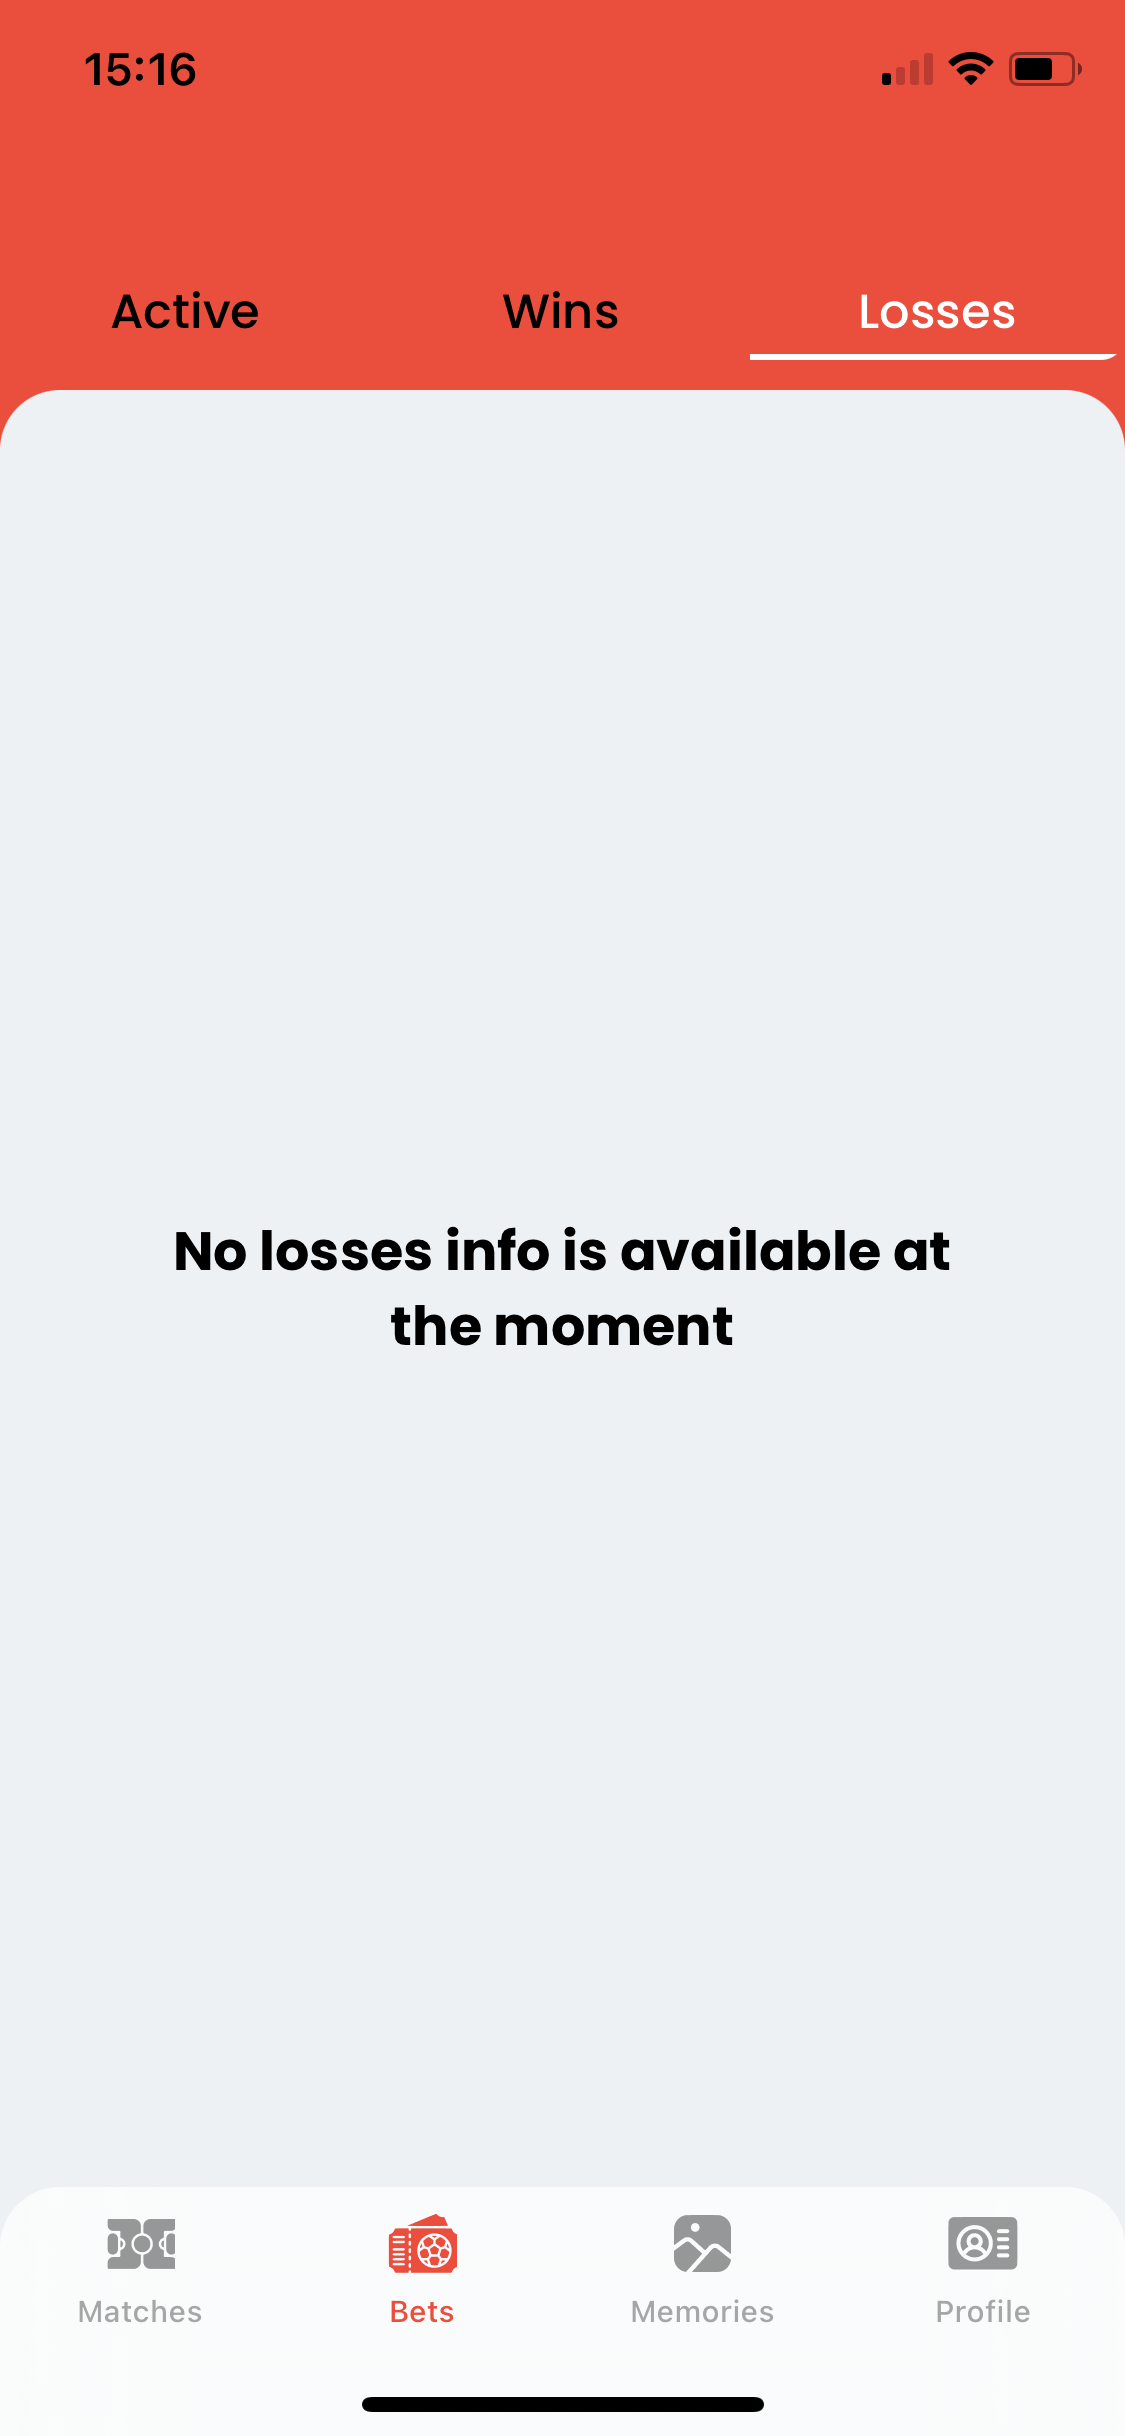 15:16
Active Wins Losses
No losses info is available at
the moment
Matches Bets Memories Profile